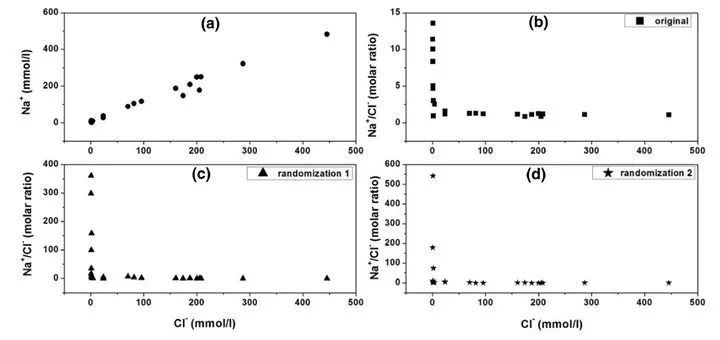 (a)
Na⁺ (mmol/l)
600
400
200
0
0 100 200 300 400 500
(b)
■ original
Na⁺/Cl⁻ (molar ratio)
15
10
5
0
0 100 200 300 400 500
(c)
▲ randomization 1
Na⁺/Cl⁻ (molar ratio)
400
300
200
100
0
0 100 200 300 400 500
Cl⁻ (mmol/l)
(d)
★ randomization 2
Na⁺/Cl⁻ (molar ratio)
600
500
400
300
200
100
0
0 100 200 300 400 500
Cl⁻ (mmol/l)